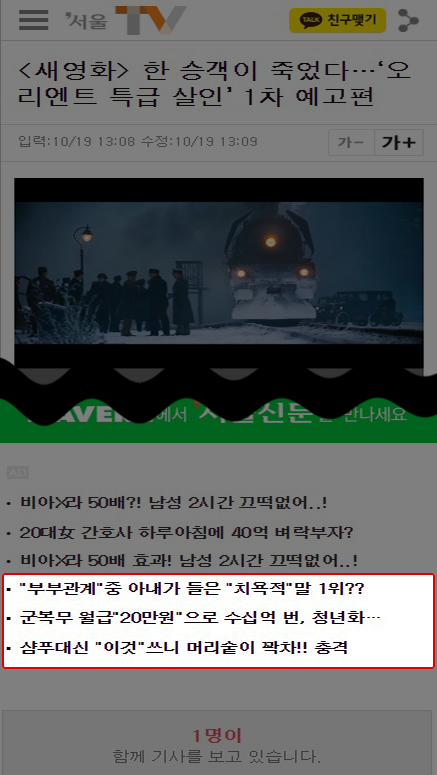 '서울 TV
TALK 친구맺기
<새영화> 한 승객이 죽었다…‘오
리엔트 특급 살인’ 1차 예고편
입력:10/19 13:08 수정:10/19 13:09
가- 가+
에서 서울신문을 만나세요
AD
· 비아X라 50배?! 남성 2시간 끄떡없어..!
· 20대女 간호사 하루아침에 40억 벼락부자?
· 비아X라 50배 효과! 남성 2시간 끄떡없어..!
· "부부관계"중 아내가 들은 "치욕적"말 1위??
· 군복무 월급"20만원"으로 수십억 번, 청년화…
· 샴푸대신 "이것"쓰니 머리숱이 꽉차!! 충격
1명이
함께 기사를 보고 있습니다.